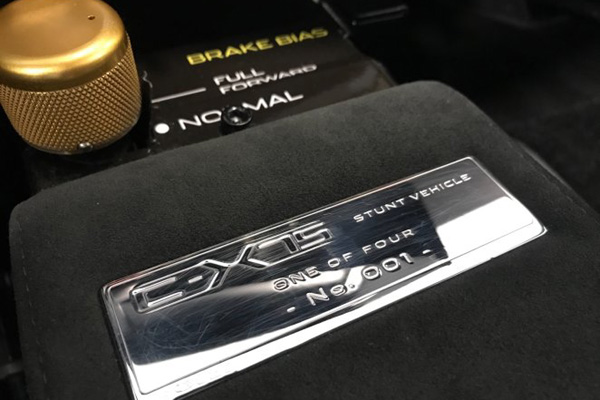 BRAKE BIAS
FULL
FORWARD
NORMAL
C-X75
STUNT VEHICLE
ONE OF FOUR
- No. 001 -